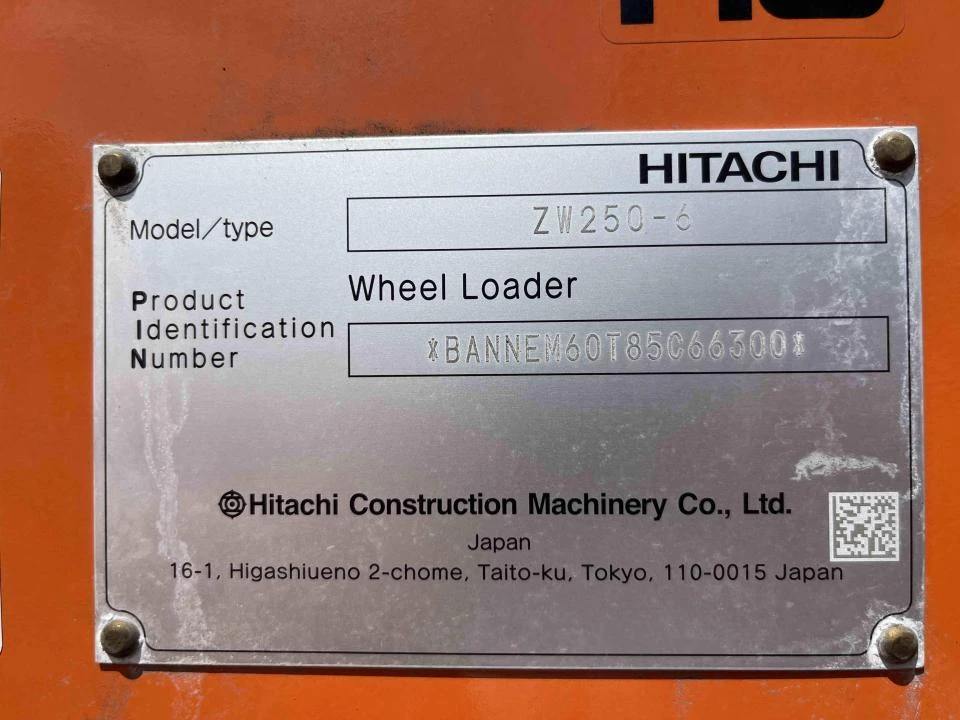 HITACHI
Model/type ZW250-6
Wheel Loader
Product
Identification
Number
*BANNEM60T85C66300*
Hitachi Construction Machinery Co., Ltd.
Japan
16-1, Higashiueno 2-chome, Taito-ku, Tokyo, 110-0015 Japan